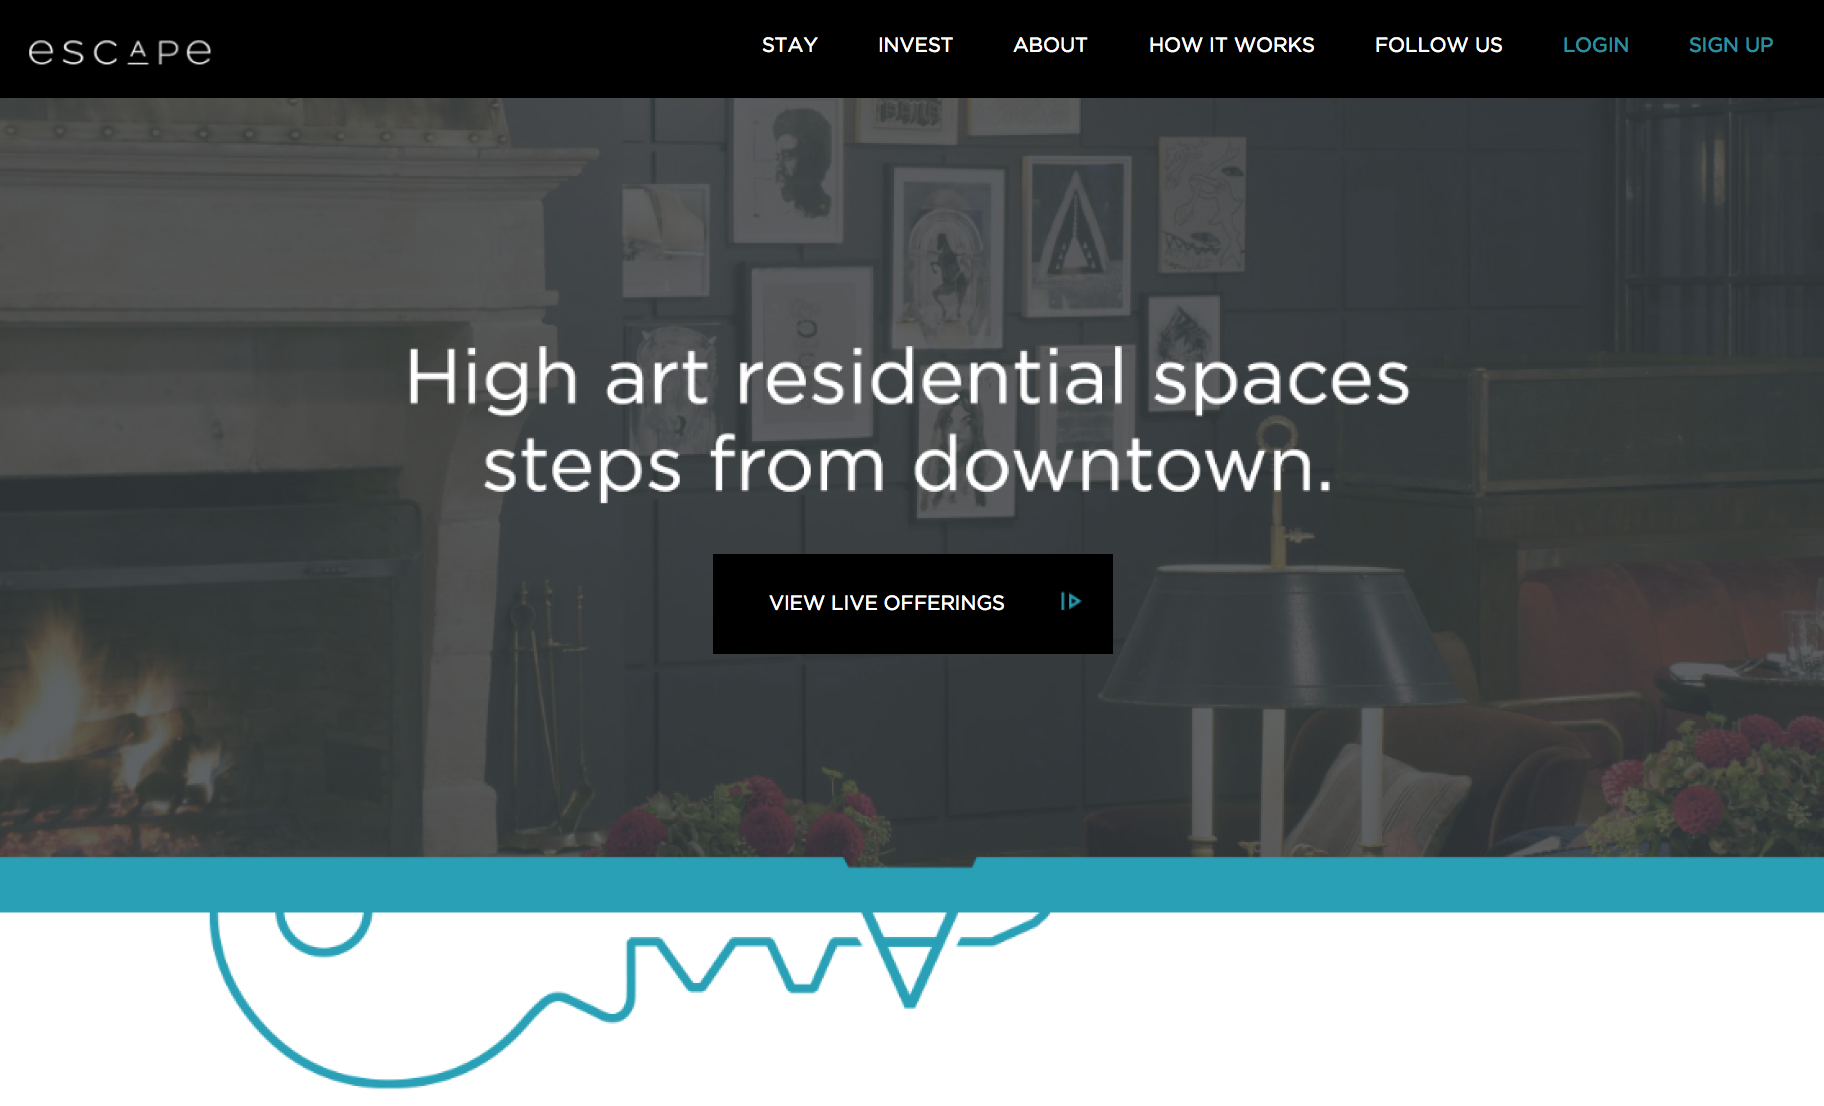 escape
STAY
INVEST
ABOUT
HOW IT WORKS
FOLLOW US
LOGIN
SIGN UP
High art residential spaces
steps from downtown.
VIEW LIVE OFFERINGS